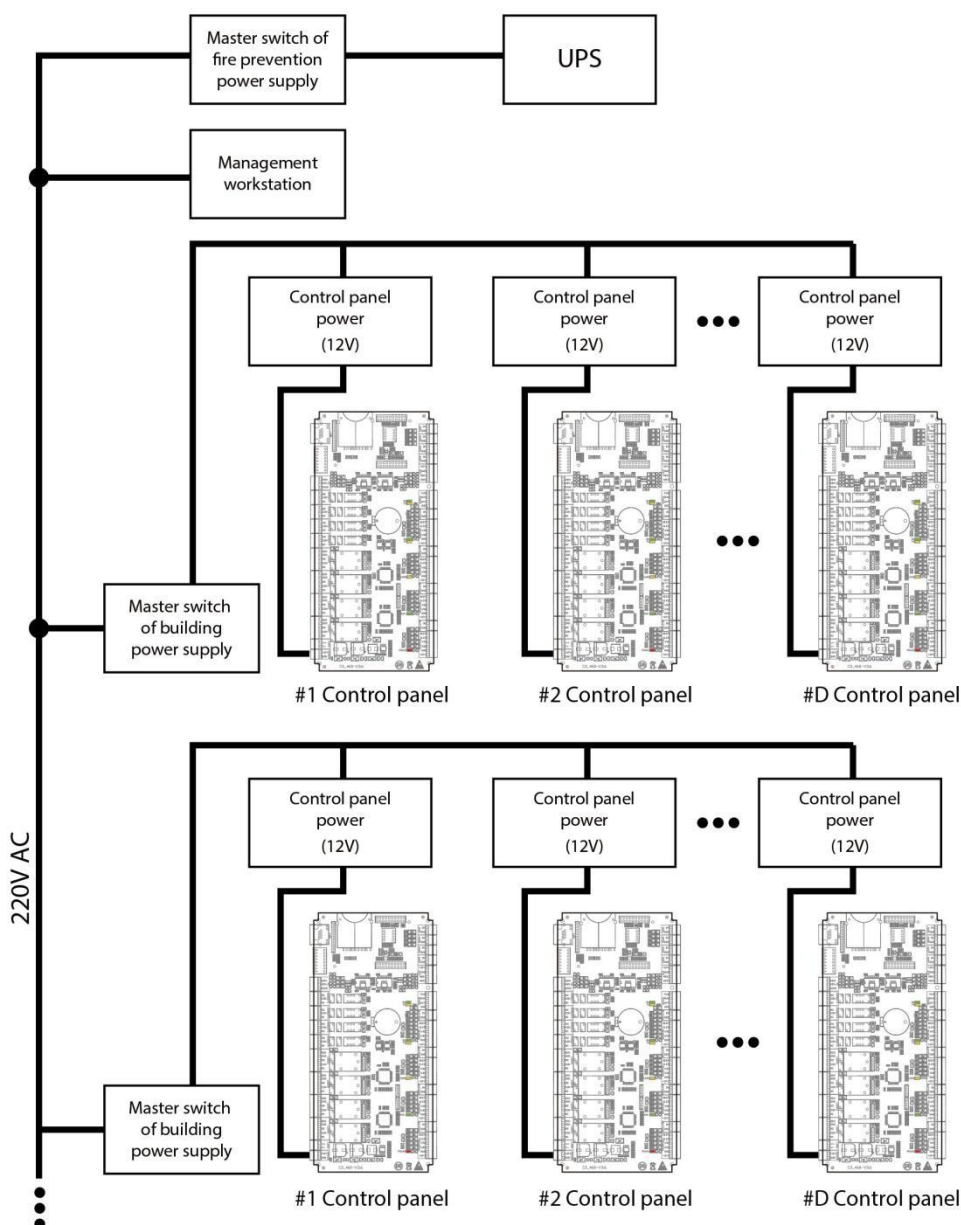 Master switch of
fire prevention
power supply
UPS
Management
workstation
Control panel
power
(12V)
Control panel
power
(12V)
Control panel
power
(12V)
Master switch
of building
power supply
#1 Control panel
#2 Control panel
#D Control panel
220V AC
Control panel
power
(12V)
Control panel
power
(12V)
Control panel
power
(12V)
Master switch
of building
power supply
#1 Control panel
#2 Control panel
#D Control panel